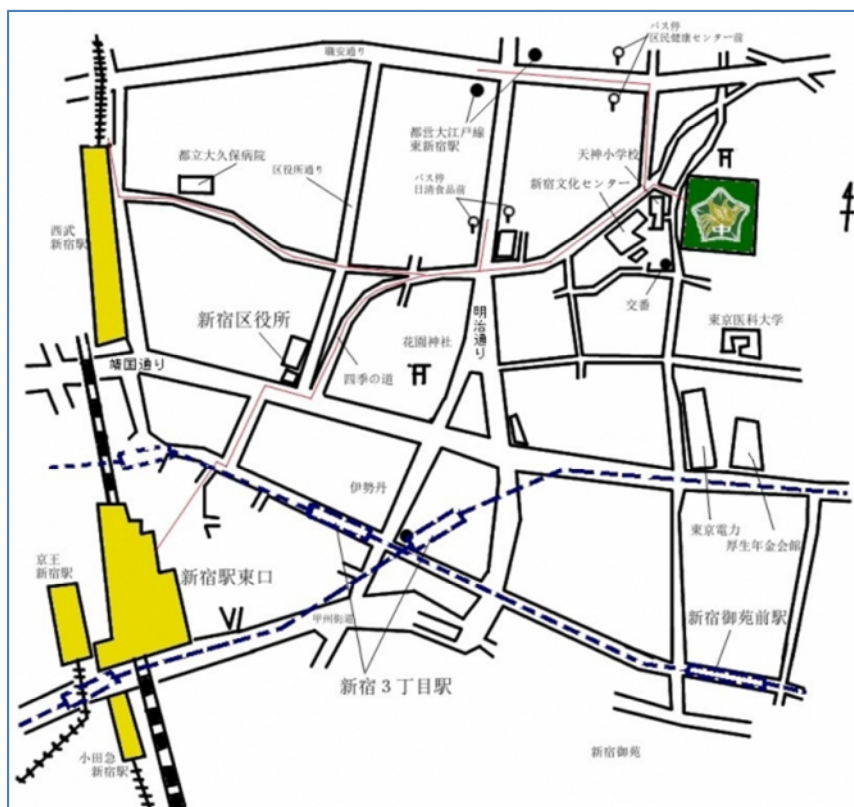 バス停
区民健康センター前
職安通り
都営大江戸線
東新宿駅
天神小学校
都立大久保病院
区役所通り
バス停
日清食品前
新宿文化センター
中
西武
新宿駅
交番
新宿区役所
明治通り
東京医科大学
花園神社
靖国通り
四季の道
伊勢丹
東京電力
厚生年金会館
京王
新宿駅
新宿駅東口
甲州街道
新宿御苑前駅
新宿3丁目駅
小田急
新宿駅
新宿御苑